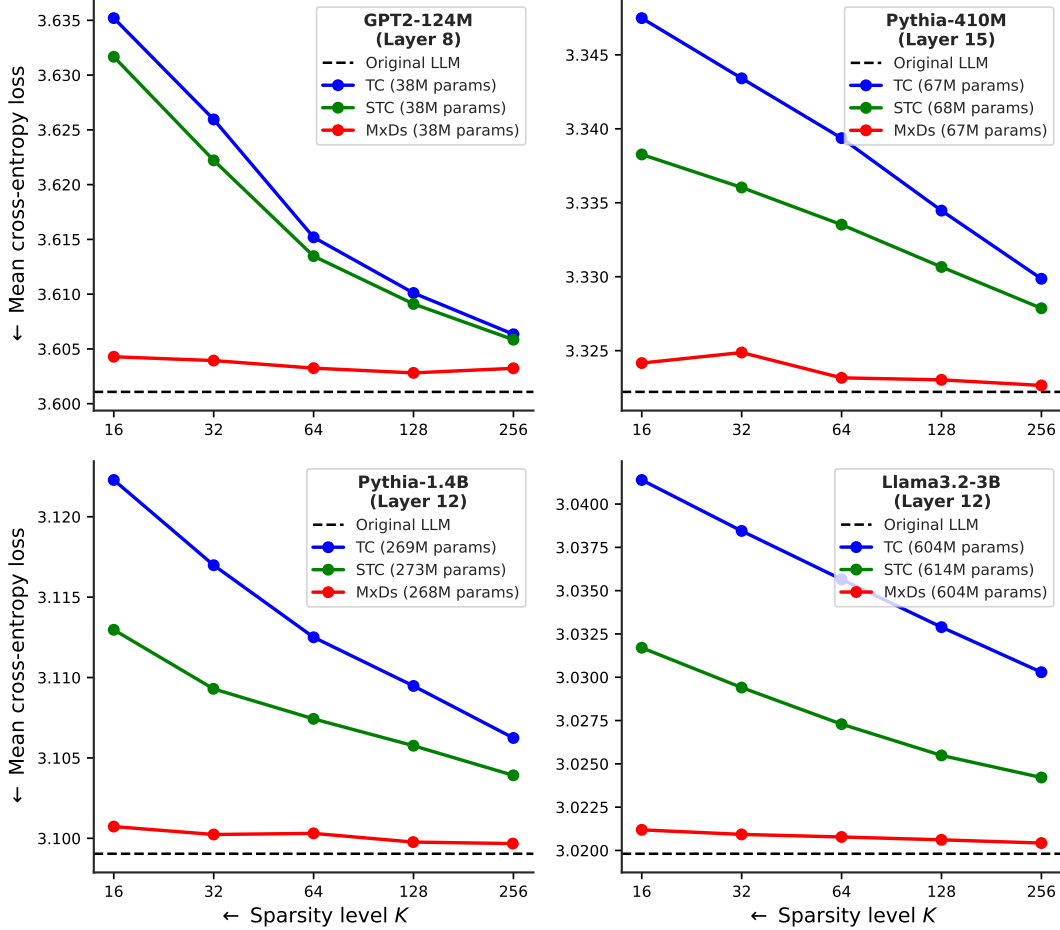 GPT2-124M
(Layer 8)
Original LLM
TC (38M params)
STC (38M params)
MxDs (38M params)
← Mean cross-entropy loss
3.635
3.630
3.625
3.620
3.615
3.610
3.605
3.600
16 32 64 128 256
Pythia-410M
(Layer 15)
Original LLM
TC (67M params)
STC (68M params)
MxDs (67M params)
3.345
3.340
3.335
3.330
3.325
16 32 64 128 256
Pythia-1.4B
(Layer 12)
Original LLM
TC (269M params)
STC (273M params)
MxDs (268M params)
← Mean cross-entropy loss
3.120
3.115
3.110
3.105
3.100
16 32 64 128 256
← Sparsity level K
Llama3.2-3B
(Layer 12)
Original LLM
TC (604M params)
STC (614M params)
MxDs (604M params)
3.0400
3.0375
3.0350
3.0325
3.0300
3.0275
3.0250
3.0225
3.0200
16 32 64 128 256
← Sparsity level K